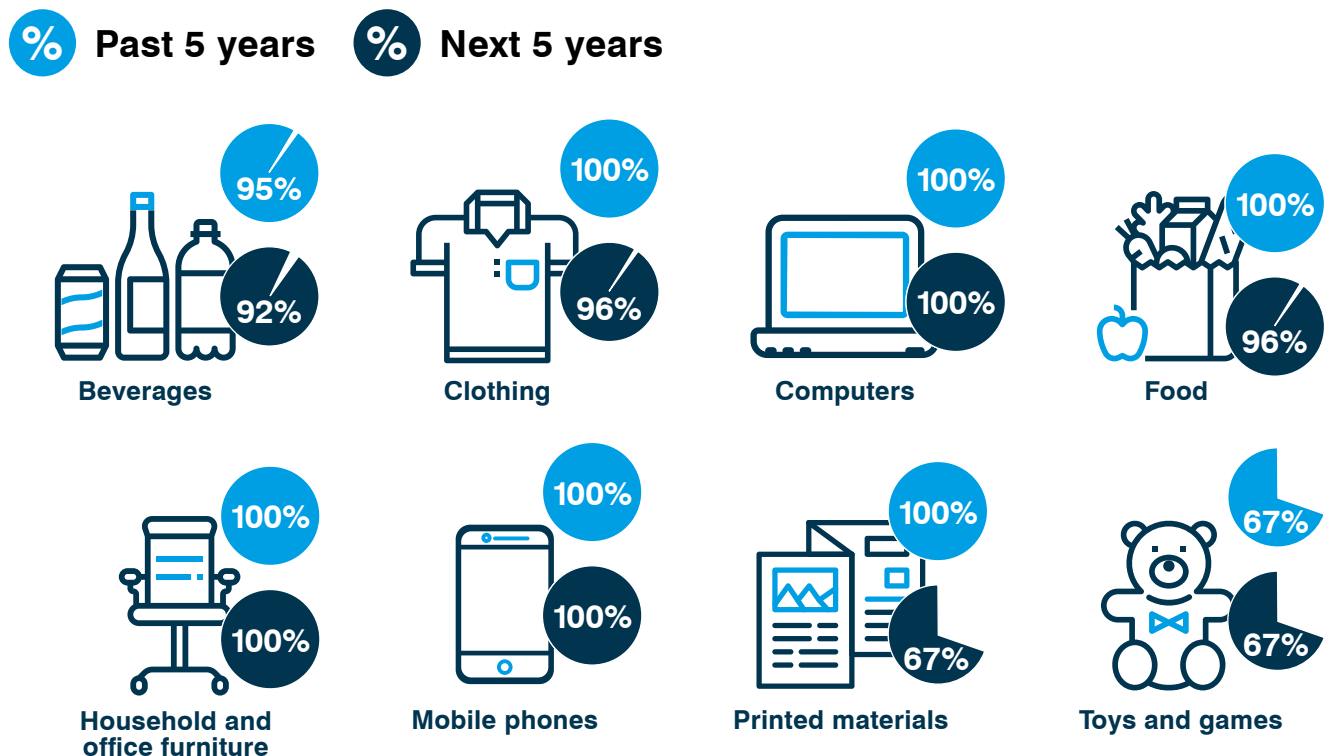 % Past 5 years
% Next 5 years
95%
92%
Beverages
100%
96%
Clothing
100%
100%
Computers
100%
96%
Food
100%
100%
Household and
office furniture
100%
100%
Mobile phones
100%
67%
Printed materials
67%
67%
Toys and games